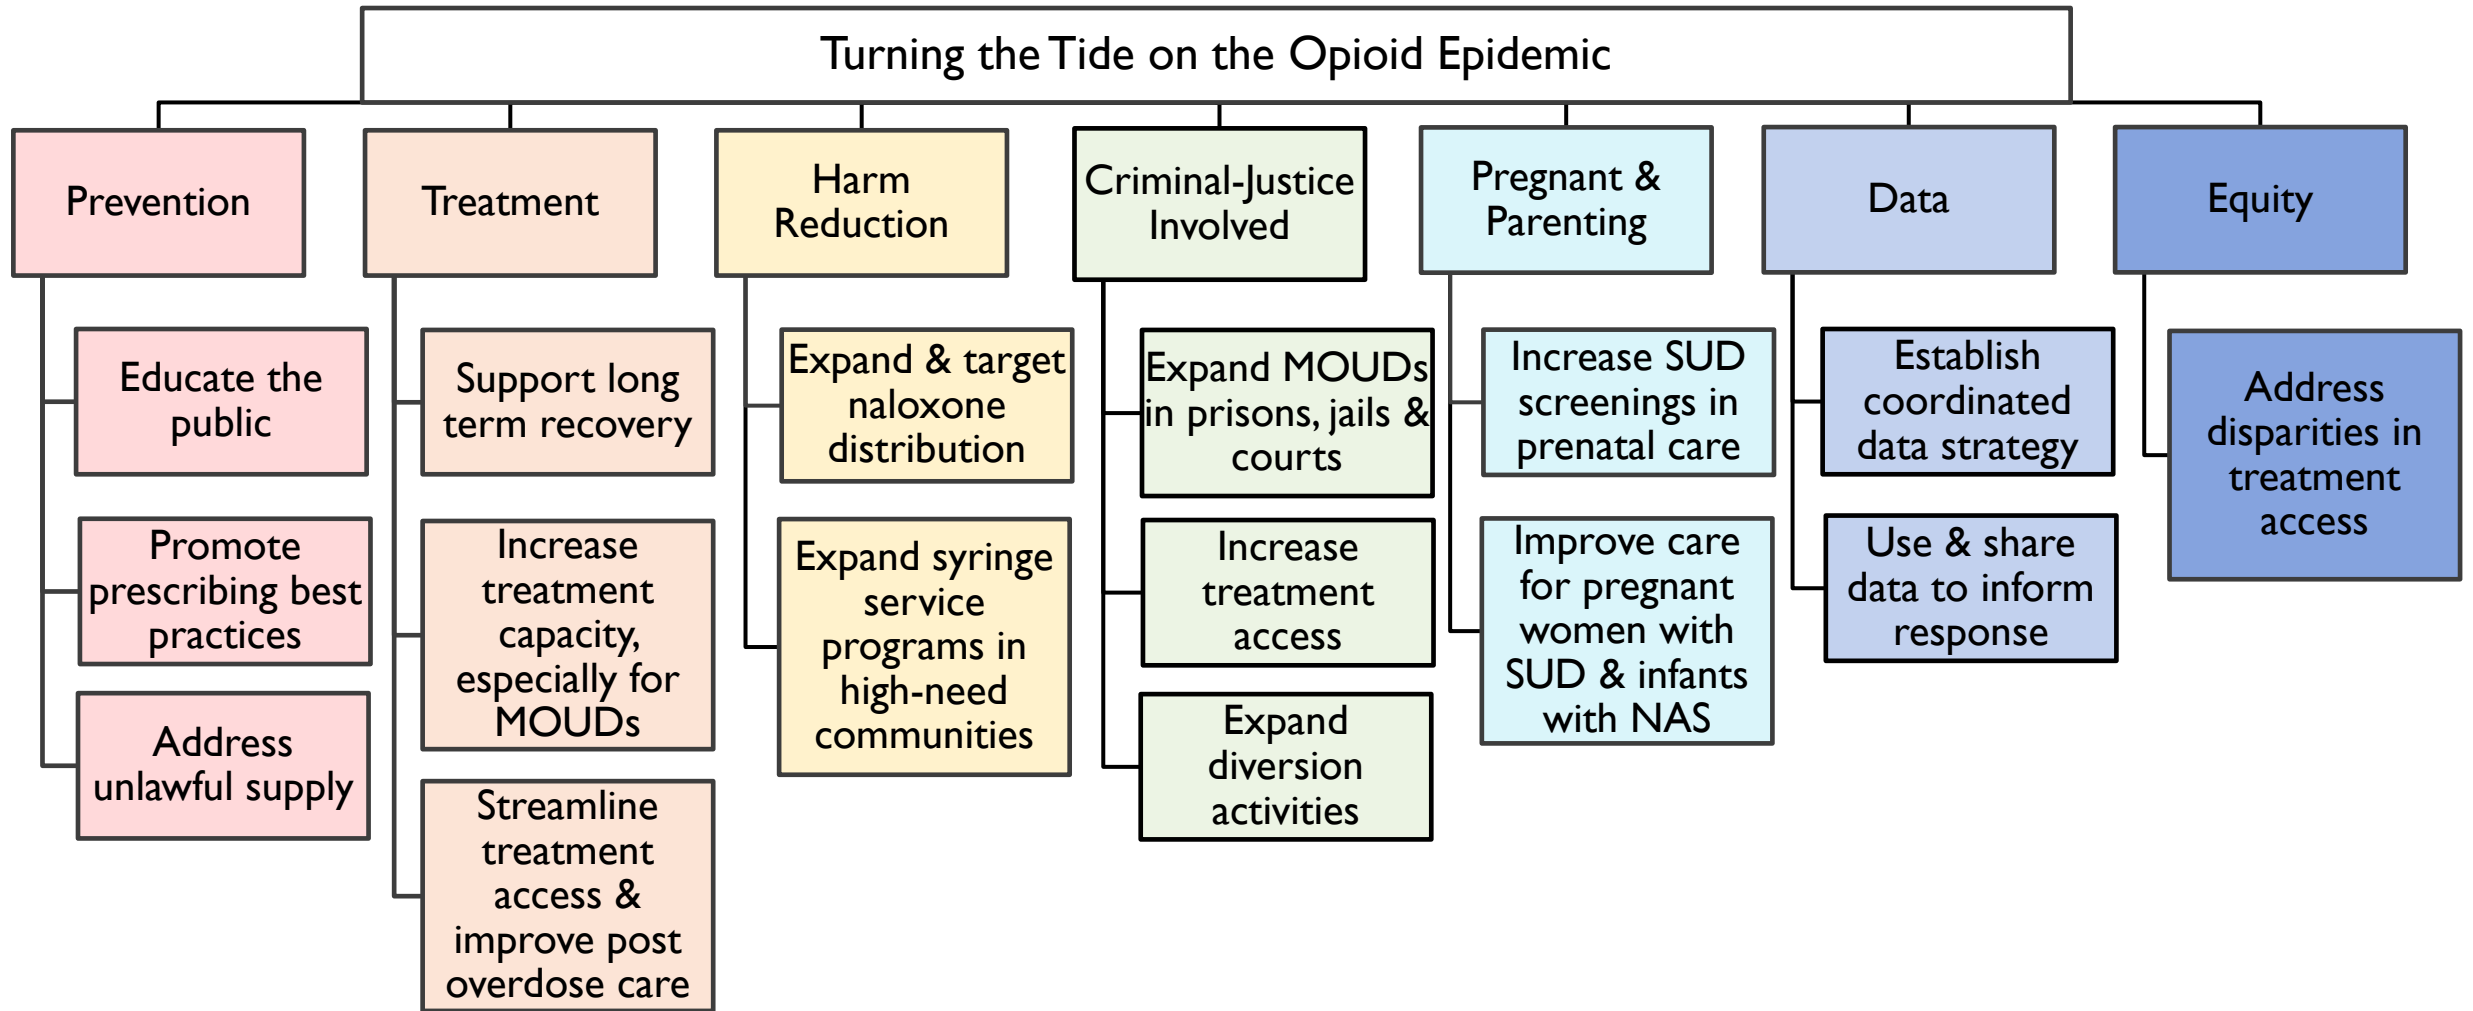 Turning the Tide on the Opioid Epidemic
Prevention
Educate the
public
Promote
prescribing best
practices
Address
unlawful supply
Treatment
Support long
term recovery
Increase
treatment
capacity,
especially for
MOUDs
Streamline
treatment
access &
improve post
overdose care
Harm
Reduction
Expand & target
naloxone
distribution
Expand syringe
service
programs in
high-need
communities
Criminal-Justice
Involved
Expand MOUDs
in prisons, jails &
courts
Increase
treatment
access
Expand
diversion
activities
Pregnant &
Parenting
Increase SUD
screenings in
prenatal care
Improve care
for pregnant
women with
SUD & infants
with NAS
Data
Establish
coordinated
data strategy
Use & share
data to inform
response
Equity
Address
disparities in
treatment
access